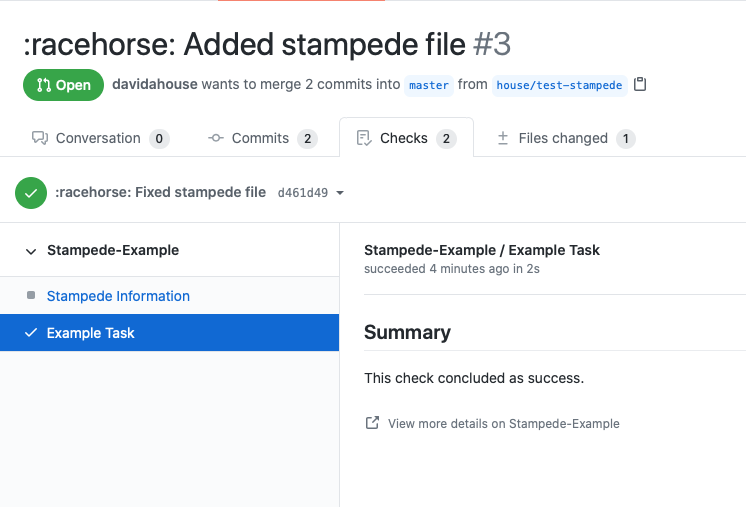 :racehorse: Added stampede file #3
Open davidahouse wants to merge 2 commits into master from house/test-stampede
Conversation 0 Commits 2 Checks 2 Files changed 1
:racehorse: Fixed stampede file d461d49
Stampede-Example
Stampede Information
Example Task
Stampede-Example / Example Task
succeeded 4 minutes ago in 2s
Summary
This check concluded as success.
View more details on Stampede-Example